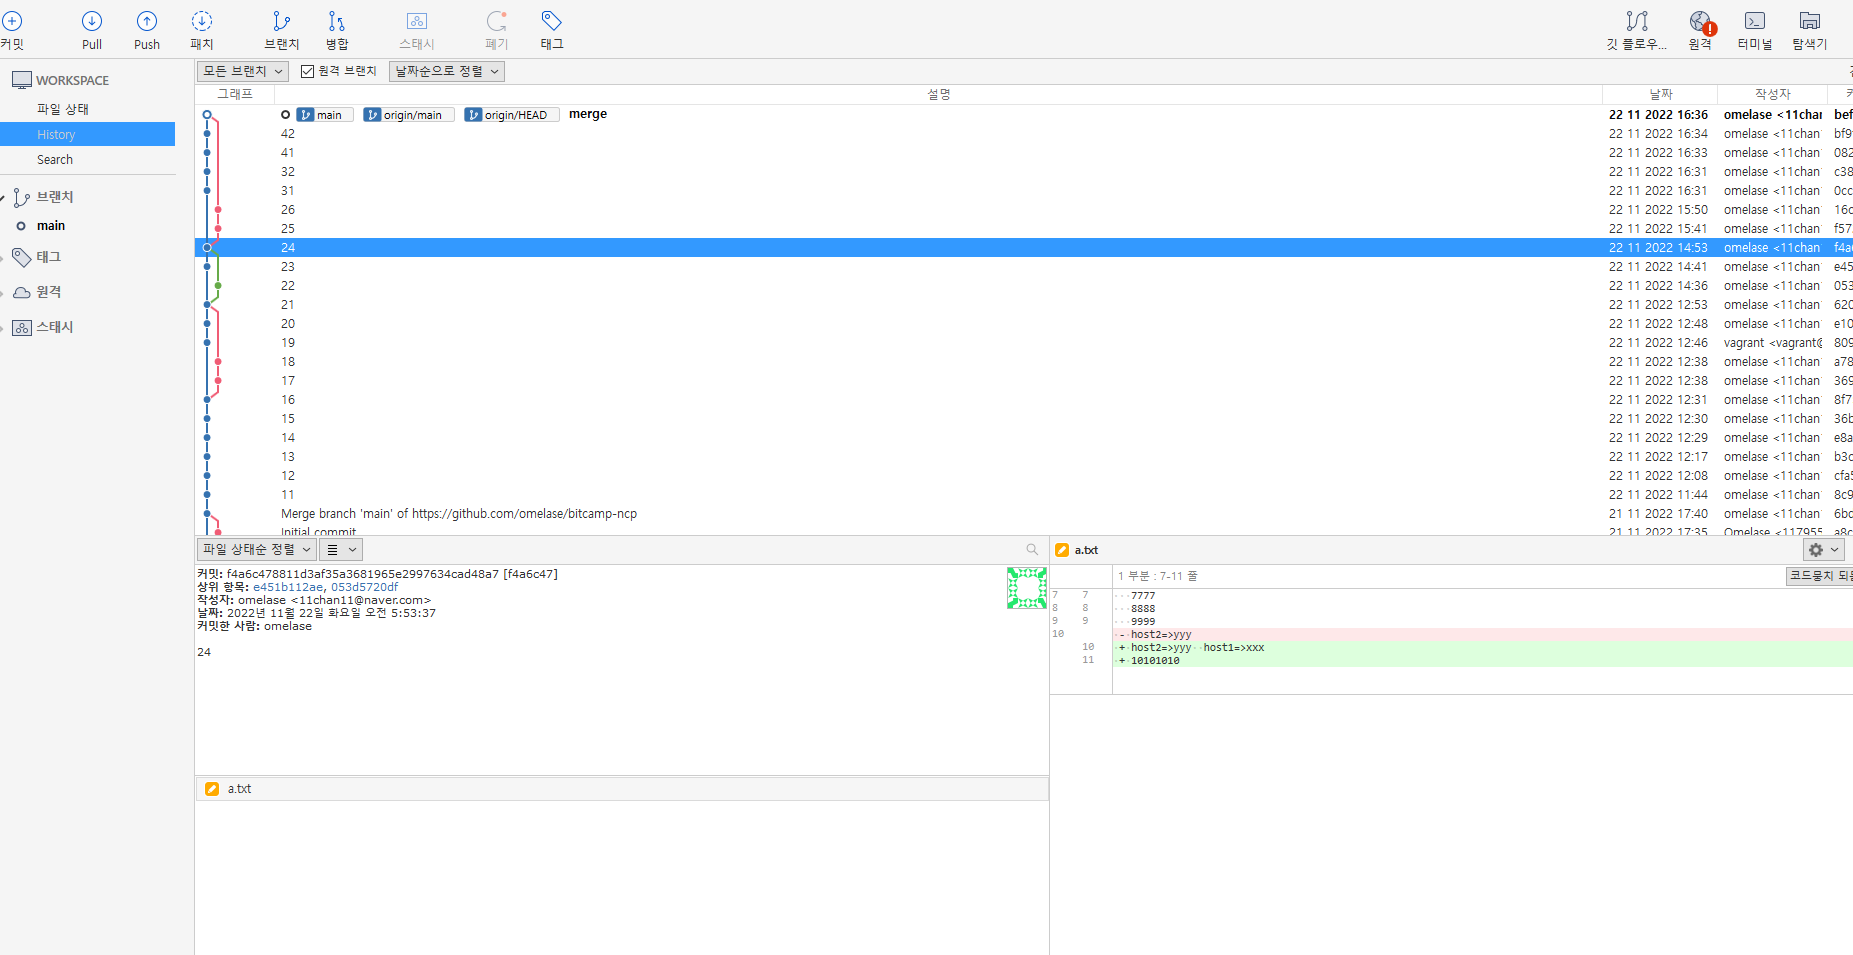 커밋 Pull Push 패치 브랜치 병합 스태시 폐기 태그 깃 플로우... 원격 터미널 탐색기
WORKSPACE
파일 상태
History
Search
브랜치
main
태그
원격
스태시
모든 브랜치 원격 브랜치 날짜순으로 정렬
그래프 설명 날짜 작성자
main origin/main origin/HEAD merge 22 11 2022 16:36 omelase <11chan bef
42 22 11 2022 16:34 omelase <11chan bf9
41 22 11 2022 16:33 omelase <11chan 082
32 22 11 2022 16:31 omelase <11chan c38
31 22 11 2022 16:31 omelase <11chan 0cc
26 22 11 2022 15:50 omelase <11chan 16c
25 22 11 2022 15:41 omelase <11chan f57
24 22 11 2022 14:53 omelase <11chan f4a
23 22 11 2022 14:41 omelase <11chan e45
22 22 11 2022 14:36 omelase <11chan 053
21 22 11 2022 12:53 omelase <11chan 620
20 22 11 2022 12:48 omelase <11chan e10
19 22 11 2022 12:46 vagrant <vagrant@ 809
18 22 11 2022 12:38 omelase <11chan a78
17 22 11 2022 12:38 omelase <11chan 369
16 22 11 2022 12:31 omelase <11chan 8f7
15 22 11 2022 12:30 omelase <11chan 36b
14 22 11 2022 12:29 omelase <11chan e8a
13 22 11 2022 12:17 omelase <11chan b3c
12 22 11 2022 12:08 omelase <11chan cfa5
11 22 11 2022 11:44 omelase <11chan 8c9
Merge branch 'main' of https://github.com/omelase/bitcamp-ncp 21 11 2022 17:40 omelase <11chan 6bd
Initial commit 21 11 2022 17:35 Omelase <117955 a8c
파일 상태순 정렬
커밋: f4a6c478811d3af35a3681965e2997634cad48a7 [f4a6c47]
상위 항목: e451b112ae, 053d5720df
작성자: omelase <11chan11@naver.com>
날짜: 2022년 11월 22일 화요일 오전 5:53:37
커밋한 사람: omelase
24
a.txt
a.txt
1 부분 : 7-11 줄 코드뭉치 되돌
7 7 7777
8 8 8888
9 9 9999
10 - host2=>yyy
10 + host2=>yyy host1=>xxx
11 + 10101010